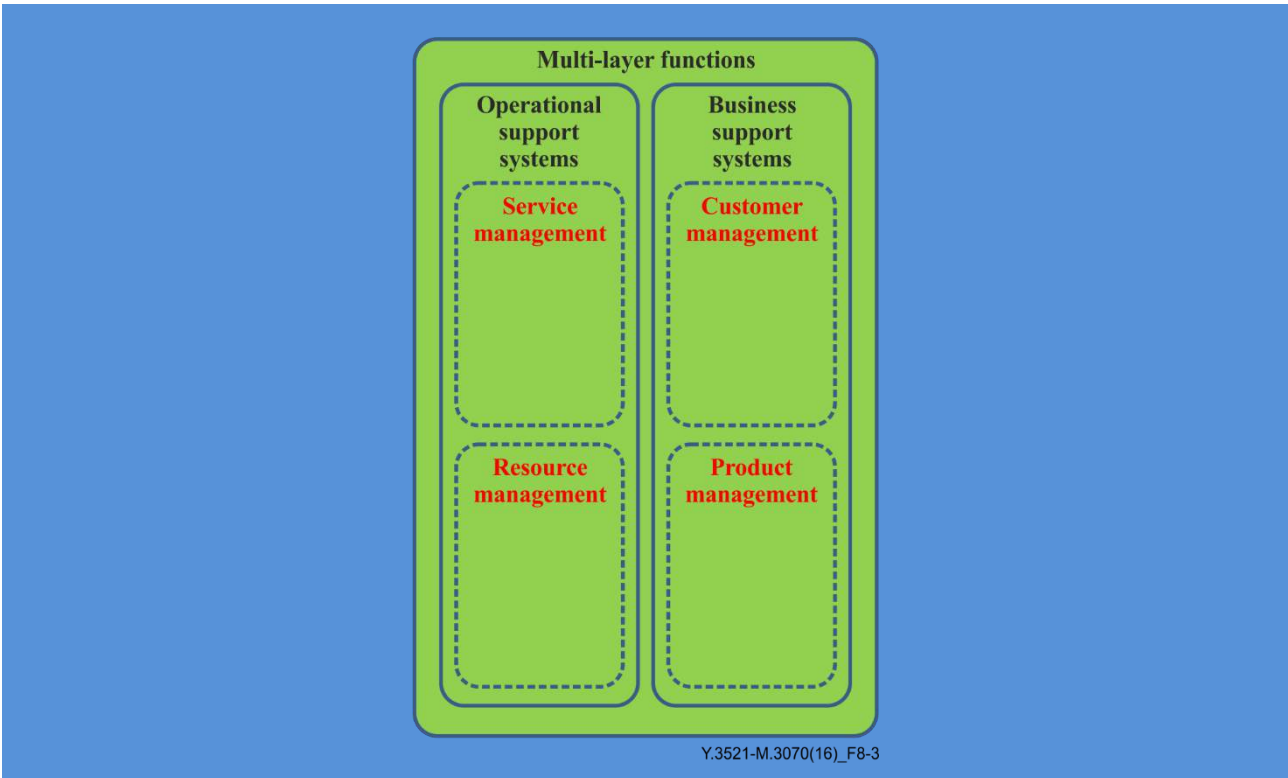 Multi-layer functions
Operational
support
systems
Service
management
Resource
management
Business
support
systems
Customer
management
Product
management
Y.3521-M.3070(16)_F8-3